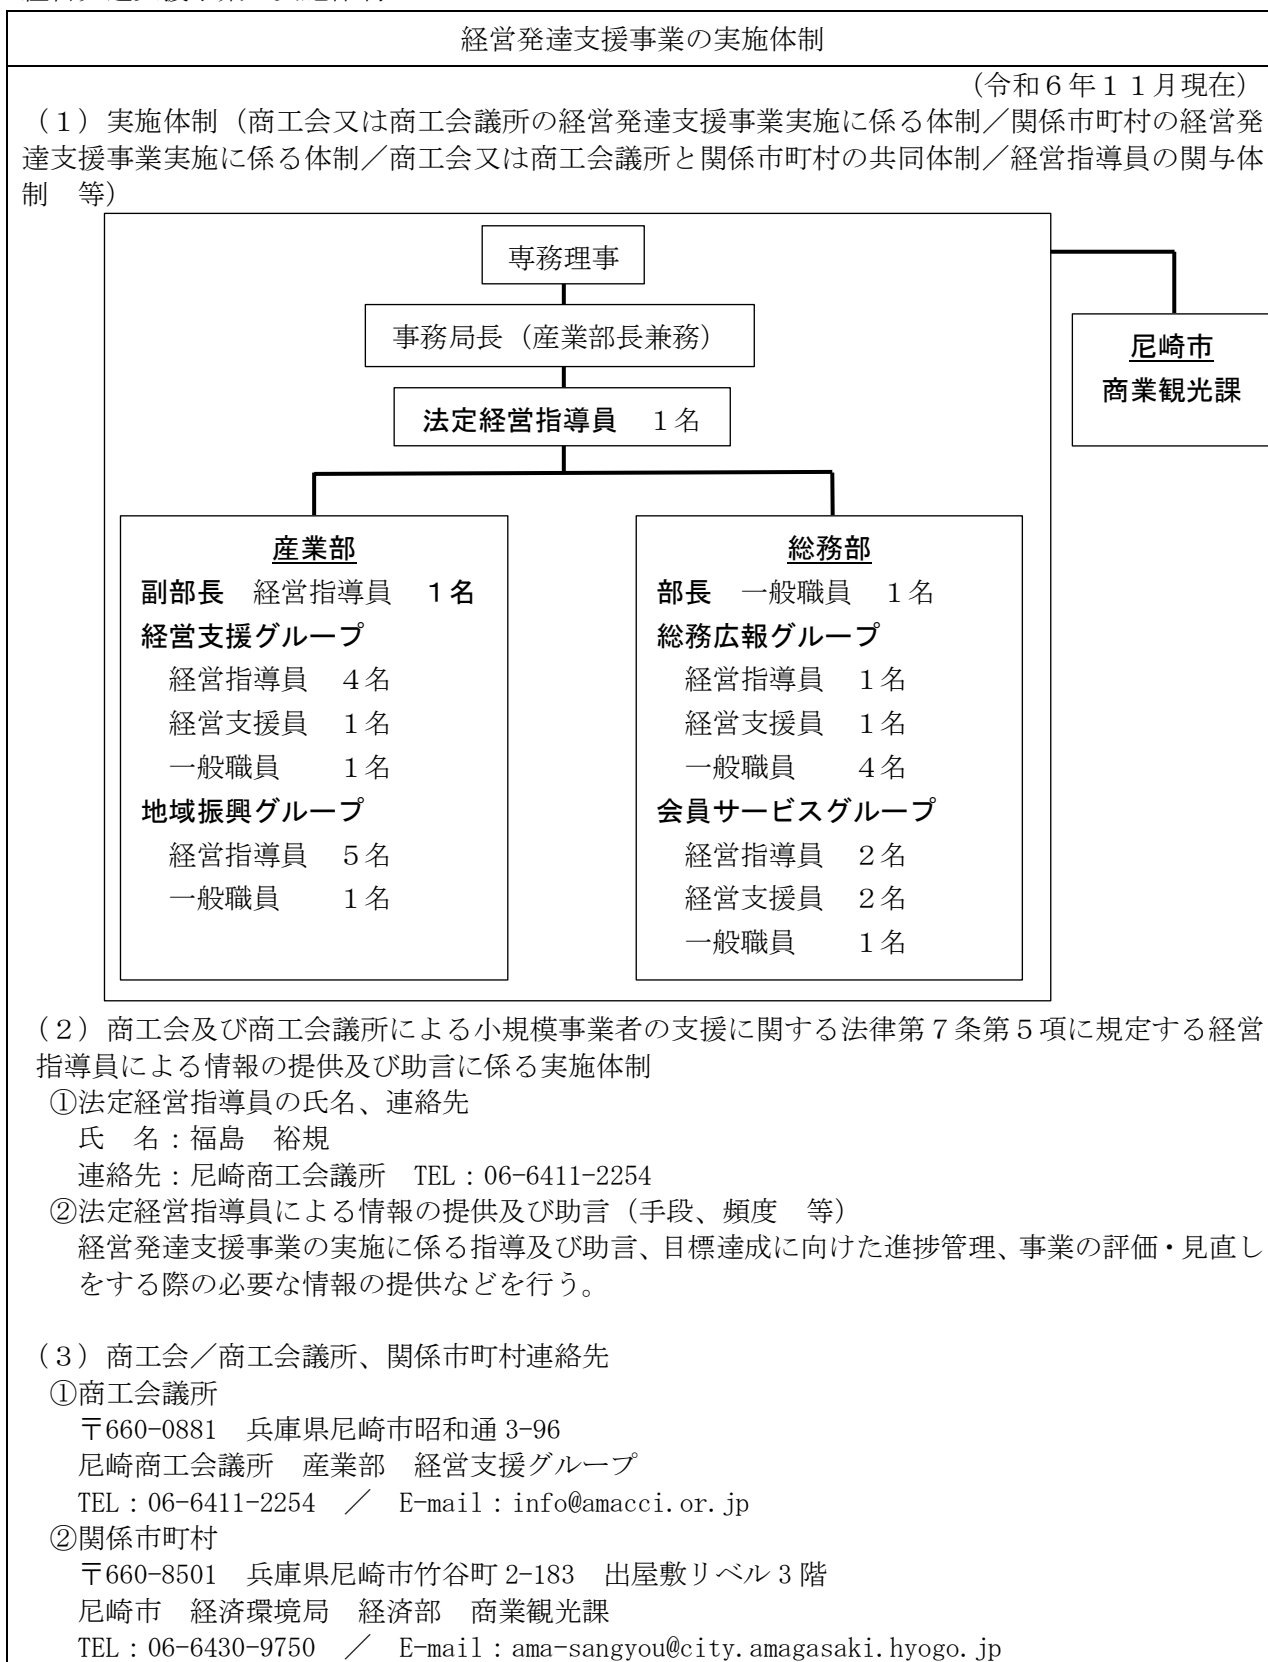 経営発達支援事業の実施体制
（令和６年１１月現在）
（１）実施体制（商工会又は商工会議所の経営発達支援事業実施に係る体制／関係市町村の経営発
達支援事業実施に係る体制／商工会又は商工会議所と関係市町村の共同体制／経営指導員の関与体
制　等）
専務理事
事務局長（産業部長兼務）
法定経営指導員　１名
尼崎市
商業観光課
産業部
副部長　経営指導員　１名
経営支援グループ
経営指導員　４名
経営支援員　１名
一般職員　　１名
地域振興グループ
経営指導員　５名
一般職員　　１名
総務部
部長　一般職員　１名
総務広報グループ
経営指導員　１名
経営支援員　１名
一般職員　　４名
会員サービスグループ
経営指導員　２名
経営支援員　２名
一般職員　　１名
（２）商工会及び商工会議所による小規模事業者の支援に関する法律第７条第５項に規定する経営
指導員による情報の提供及び助言に係る実施体制
①法定経営指導員の氏名、連絡先
氏　名：福島　裕規
連絡先：尼崎商工会議所　TEL：06-6411-2254
②法定経営指導員による情報の提供及び助言（手段、頻度　等）
経営発達支援事業の実施に係る指導及び助言、目標達成に向けた進捗管理、事業の評価・見直し
をする際の必要な情報の提供などを行う。
（３）商工会／商工会議所、関係市町村連絡先
①商工会議所
〒660-0881　兵庫県尼崎市昭和通 3-96
尼崎商工会議所　産業部　経営支援グループ
TEL：06-6411-2254　／　E-mail：info@amacci.or.jp
②関係市町村
〒660-8501　兵庫県尼崎市竹谷町 2-183　出屋敷リベル 3 階
尼崎市　経済環境局　経済部　商業観光課
TEL：06-6430-9750　／　E-mail：ama-sangyou@city.amagasaki.hyogo.jp